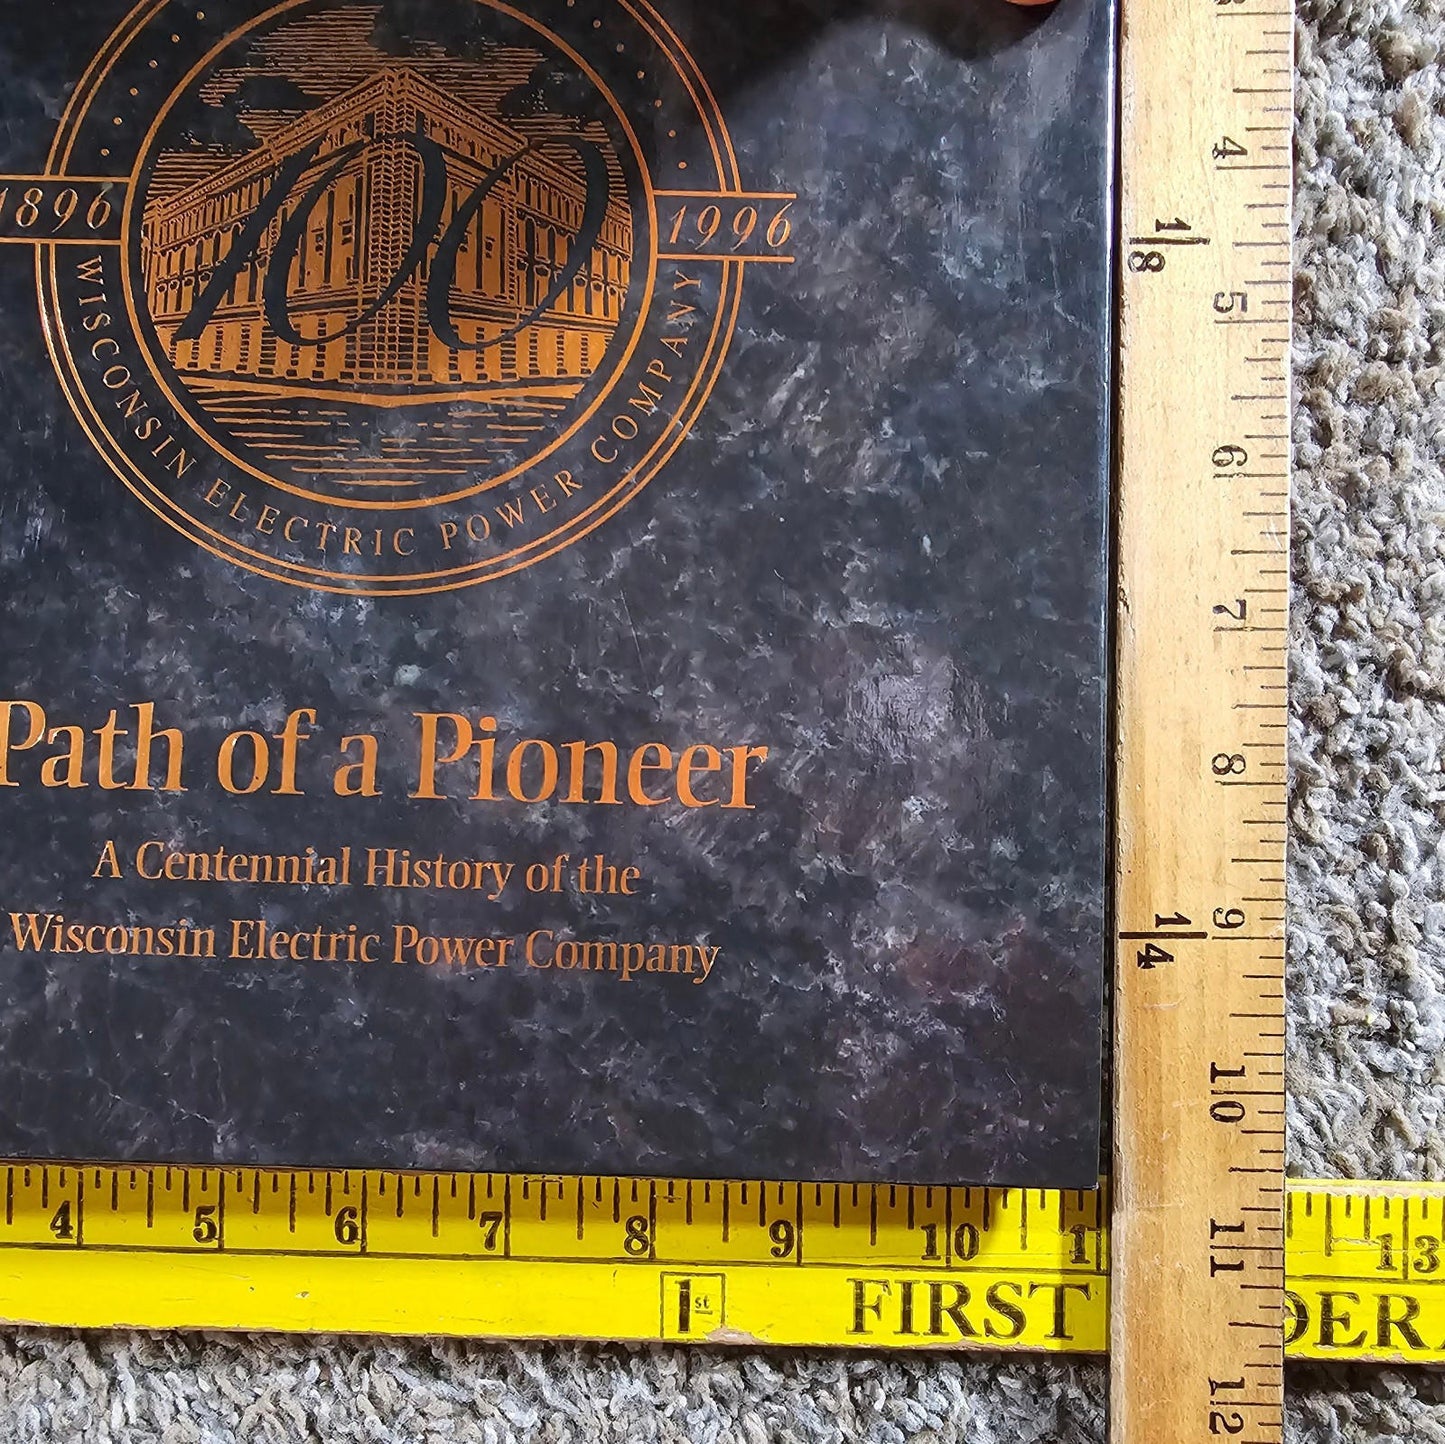 100
1896
1996
WISCONSIN ELECTRIC POWER COMPANY
Path of a Pioneer
A Centennial History of the
Wisconsin Electric Power Company
4 5 6 7 8 9 10 13
1st FIRST
4
1/8
5
6
7
8
9
1/4
10
11
12